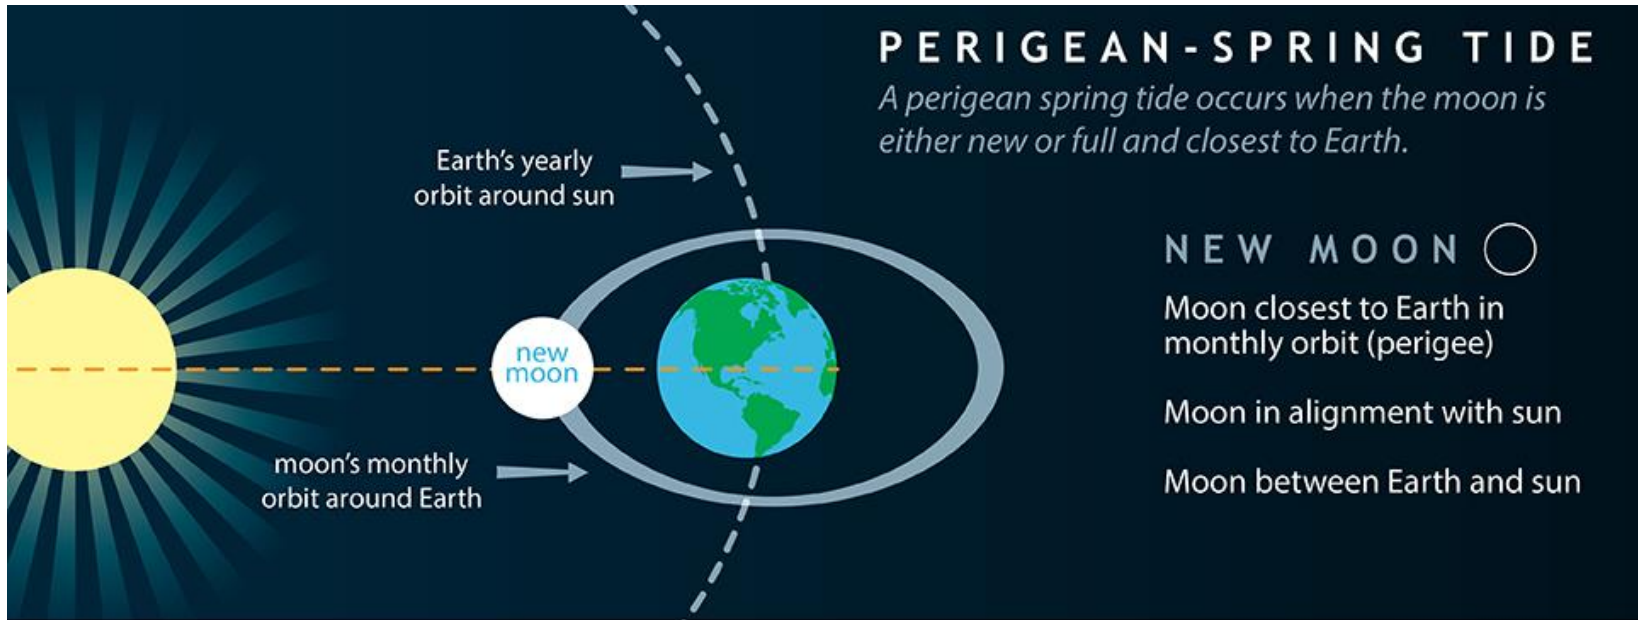 PERIGEAN-SPRING TIDE
A perigean spring tide occurs when the moon is
either new or full and closest to Earth.
Earth's yearly
orbit around sun
NEW MOON
Moon closest to Earth in
monthly orbit (perigee)
new
moon
Moon in alignment with sun
moon's monthly
orbit around Earth
Moon between Earth and sun